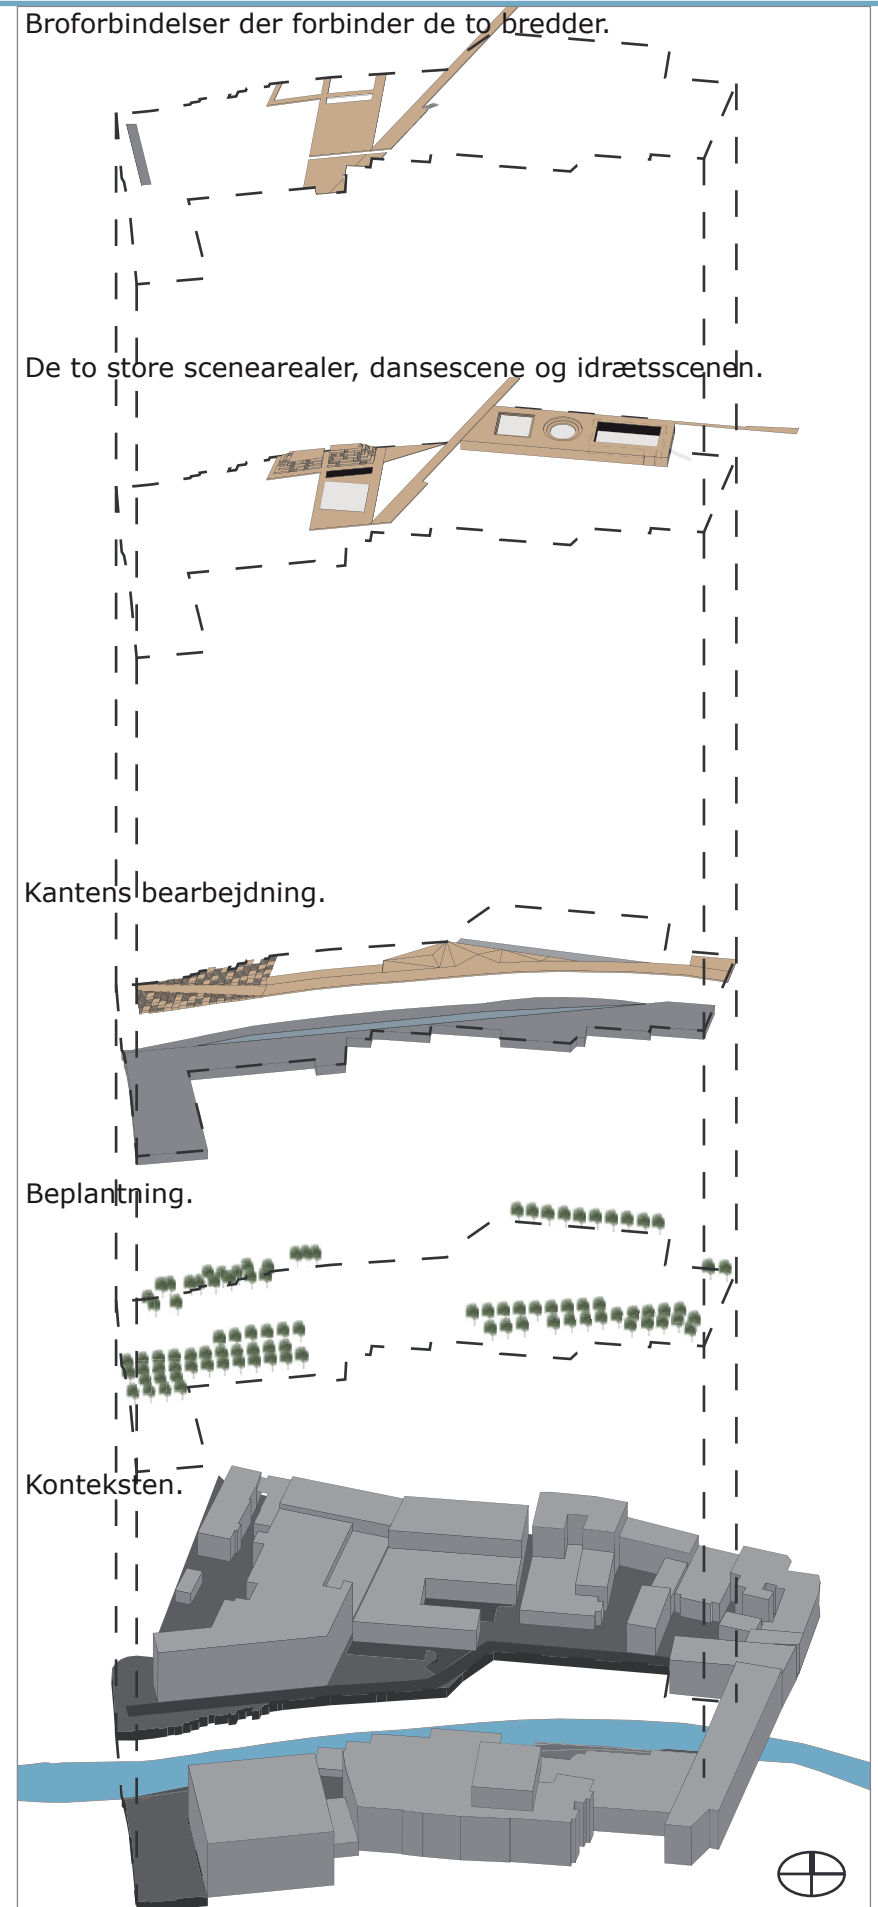 Broforbindelser der forbinder de to bredder.
De to store scenearealer, dansescene og idrætsscenen.
Kantens bearbejdning.
Beplantning.
Konteksten.